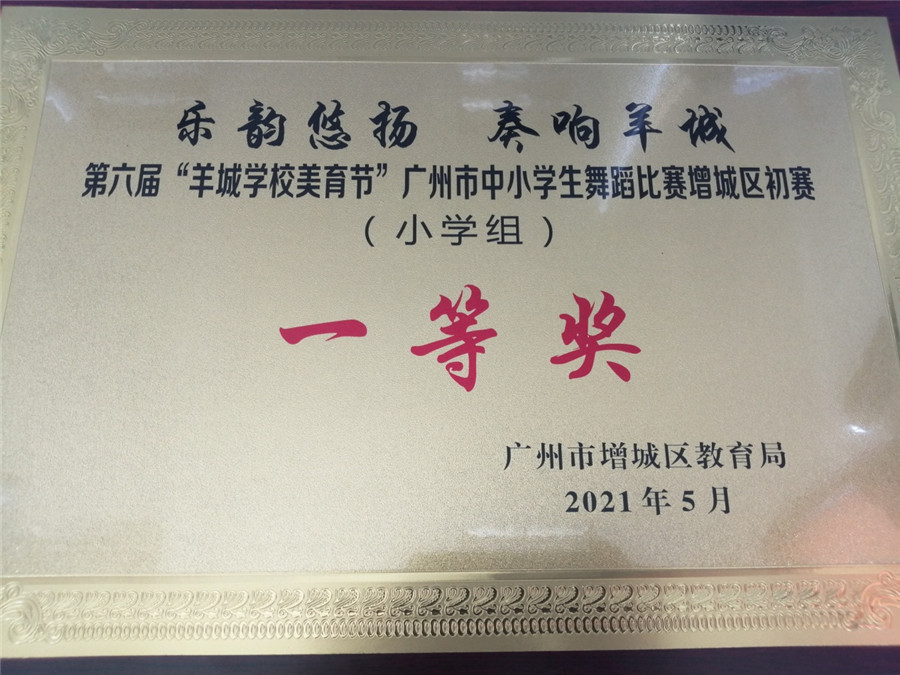 乐韵悠扬 奏响羊城
第六届“羊城学校美育节”广州市中小学生舞蹈比赛增城区初赛
（小学组）
一等奖
广州市增城区教育局
2021年5月